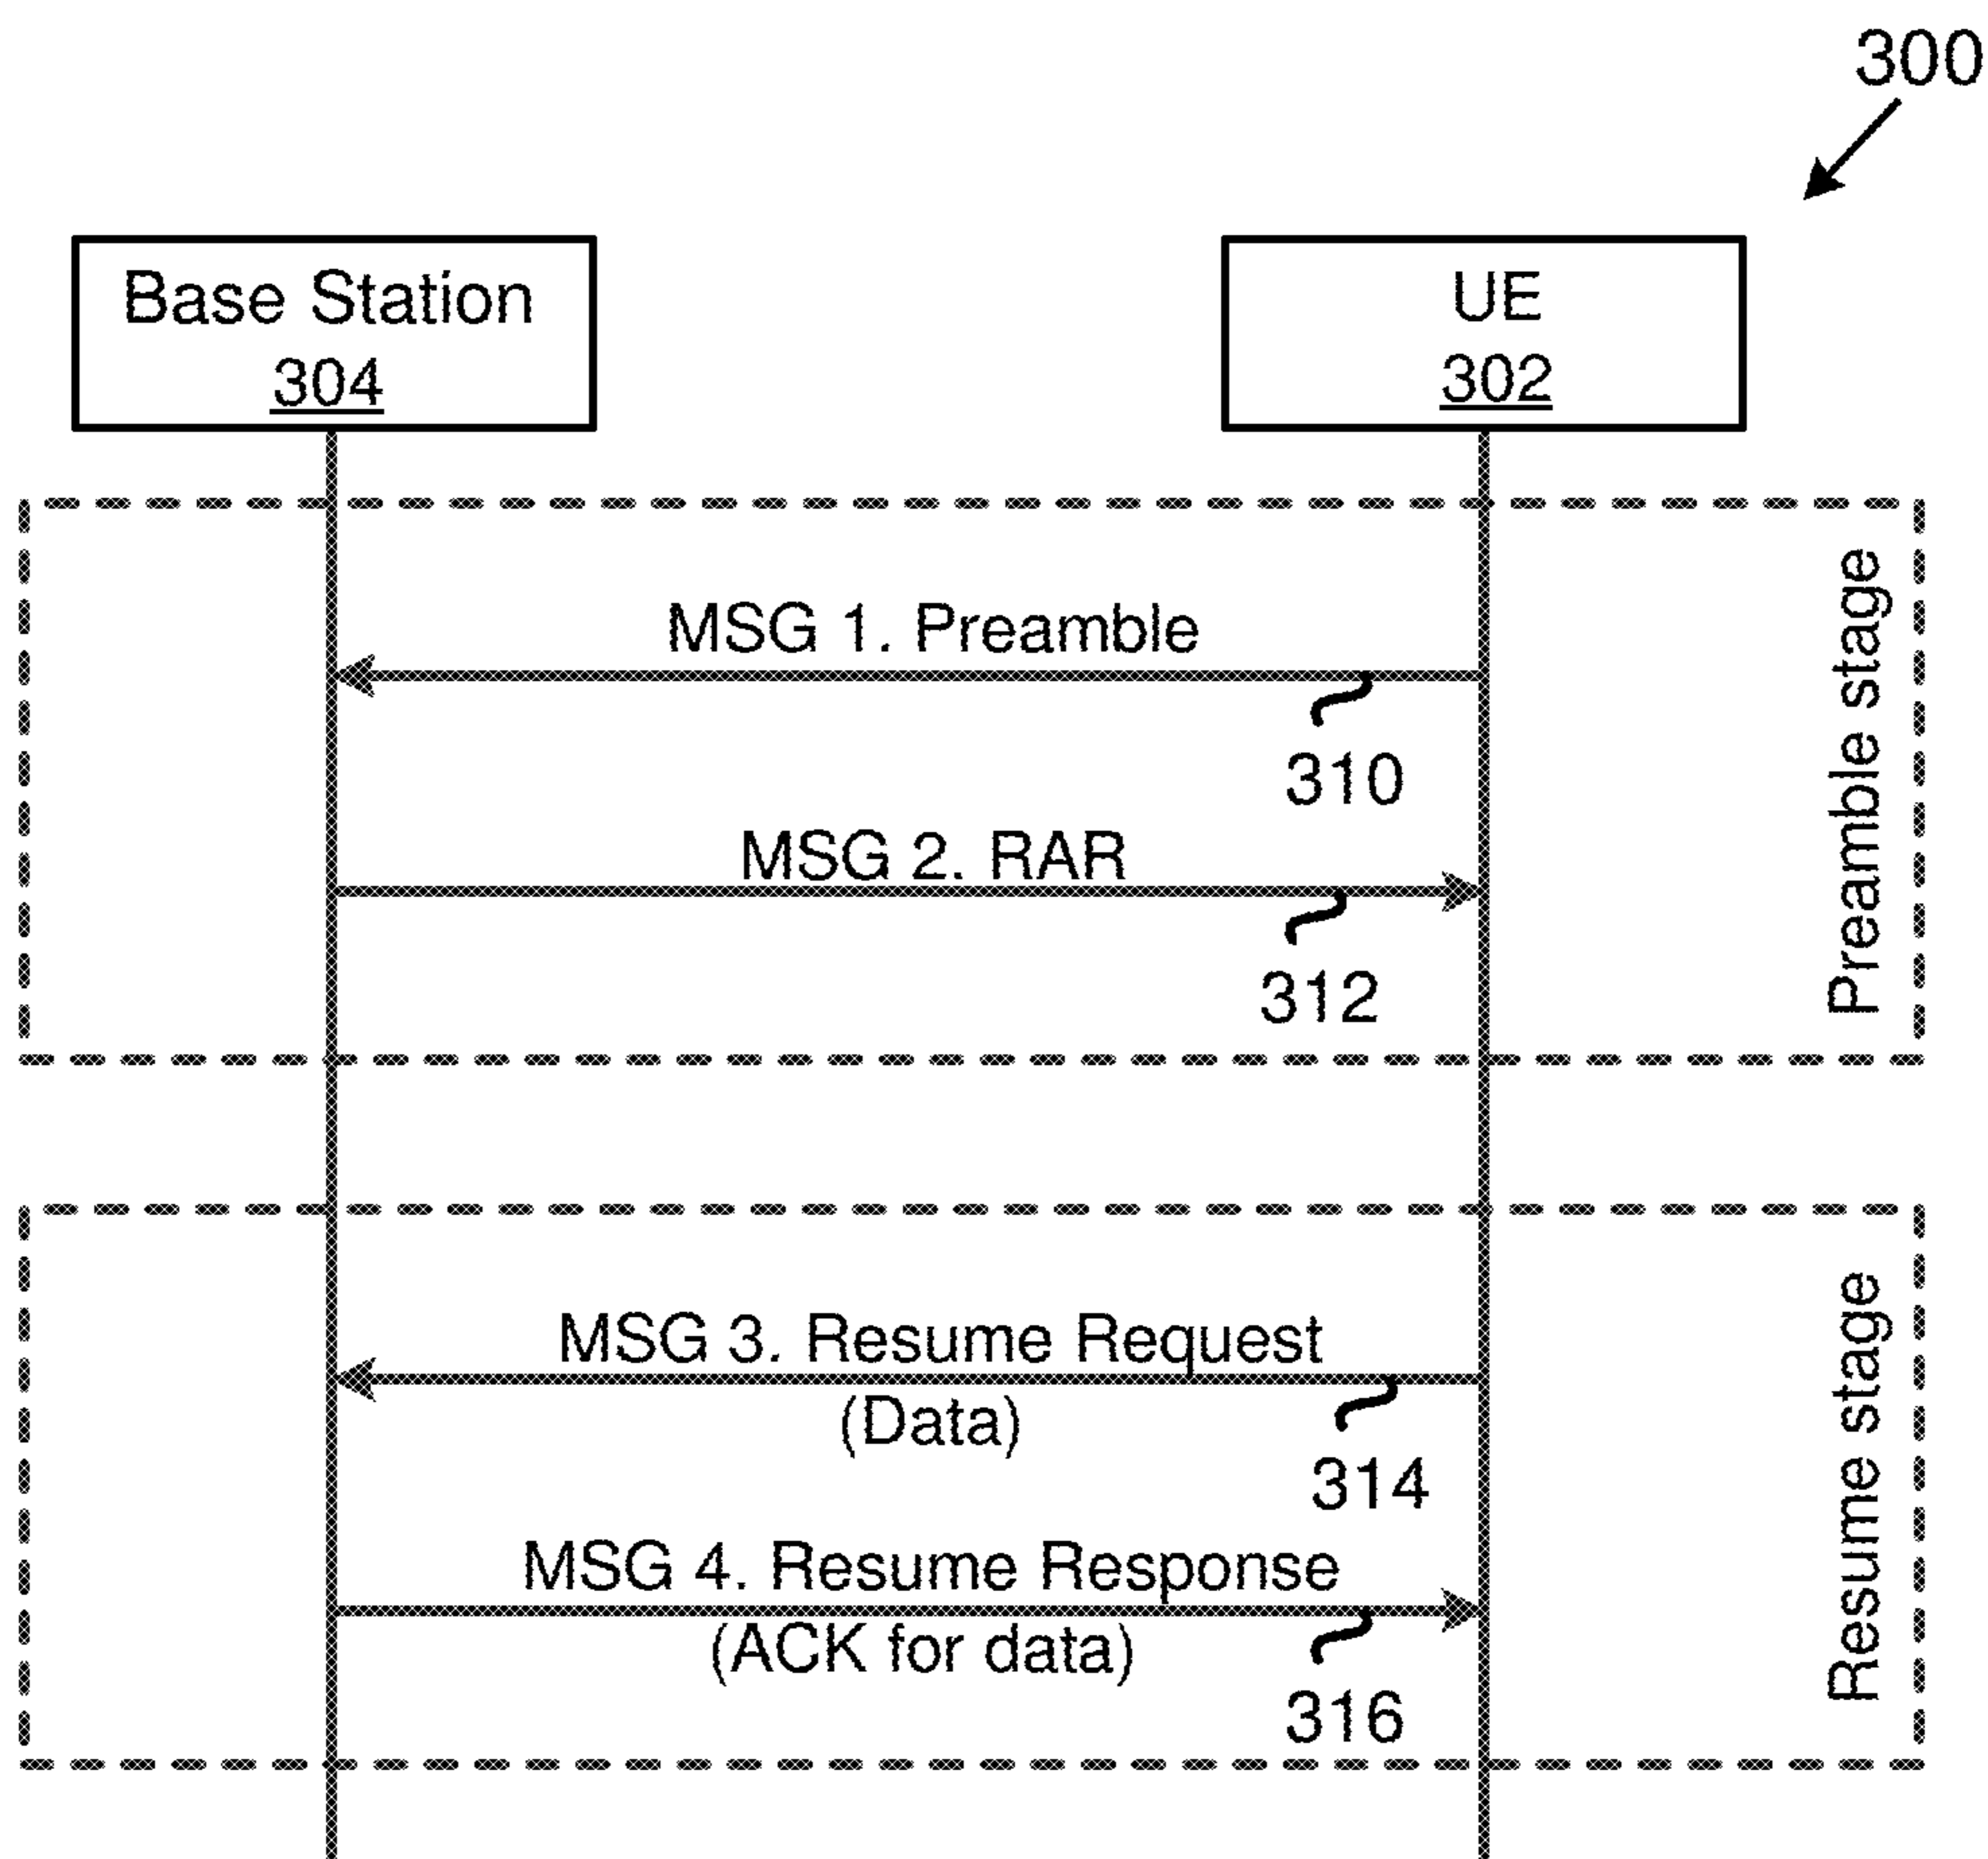 300
Base Station
304
UE
302
Preamble stage
MSG 1. Preamble
310
MSG 2. RAR
312
Resume stage
MSG 3. Resume Request
(Data)
314
MSG 4. Resume Response
(ACK for data)
316